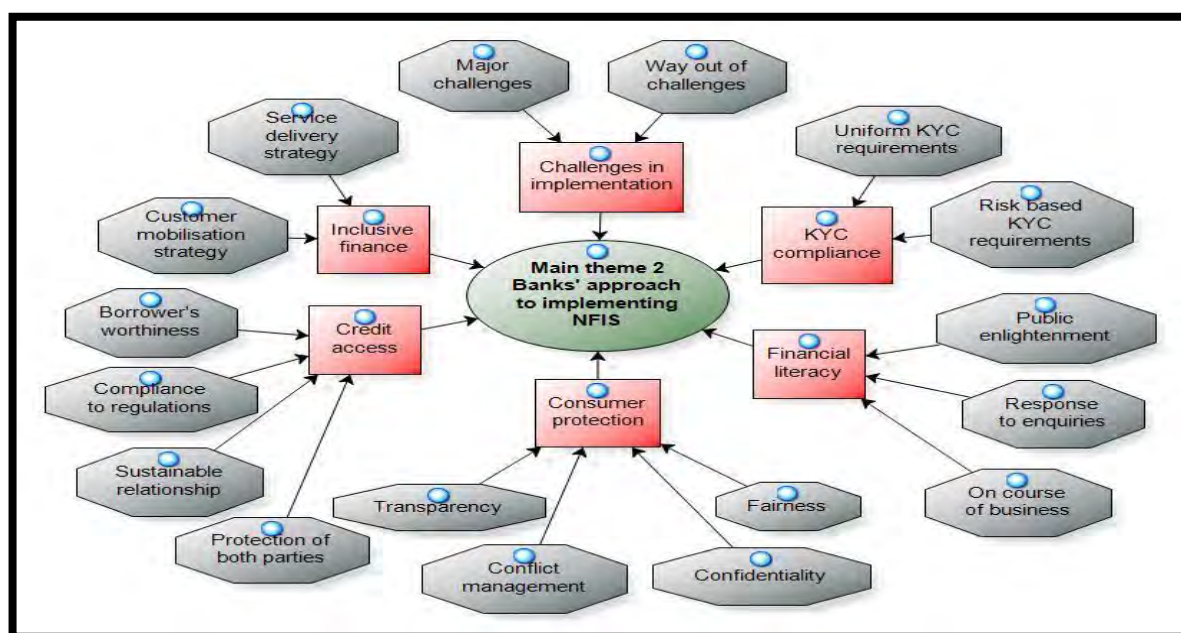 Major
challenges
Way out of
challenges
Service
delivery
strategy
Uniform KYC
requirements
Challenges in
implementation
Customer
mobilisation
strategy
Inclusive
finance
KYC
compliance
Risk based
KYC
requirements
Main theme 2
Banks' approach
to implementing
NFIS
Borrower's
worthiness
Credit
access
Financial
literacy
Public
enlightenment
Compliance
to regulations
Consumer
protection
Response
to enquiries
Sustainable
relationship
Transparency
Fairness
On course
of business
Protection of
both parties
Conflict
management
Confidentiality